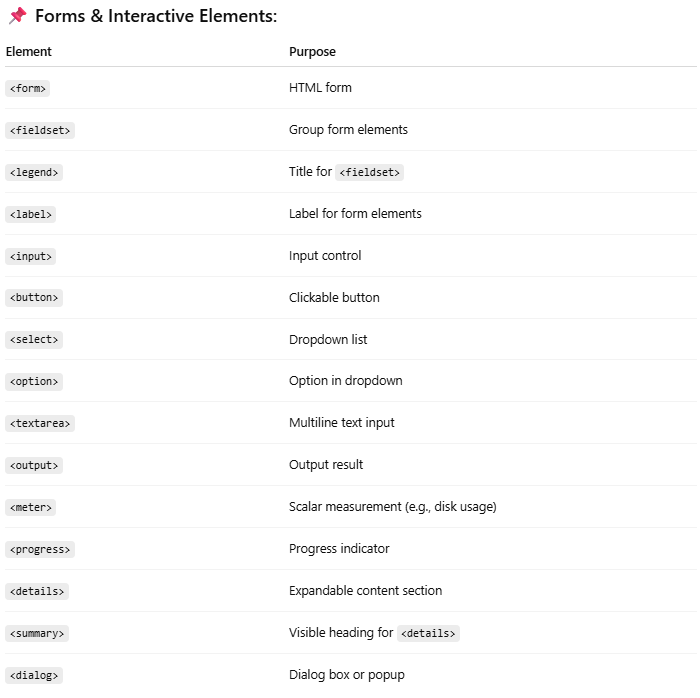 📌 Forms & Interactive Elements:
Element Purpose
<form> HTML form
<fieldset> Group form elements
<legend> Title for <fieldset>
<label> Label for form elements
<input> Input control
<button> Clickable button
<select> Dropdown list
<option> Option in dropdown
<textarea> Multiline text input
<output> Output result
<meter> Scalar measurement (e.g., disk usage)
<progress> Progress indicator
<details> Expandable content section
<summary> Visible heading for <details>
<dialog> Dialog box or popup